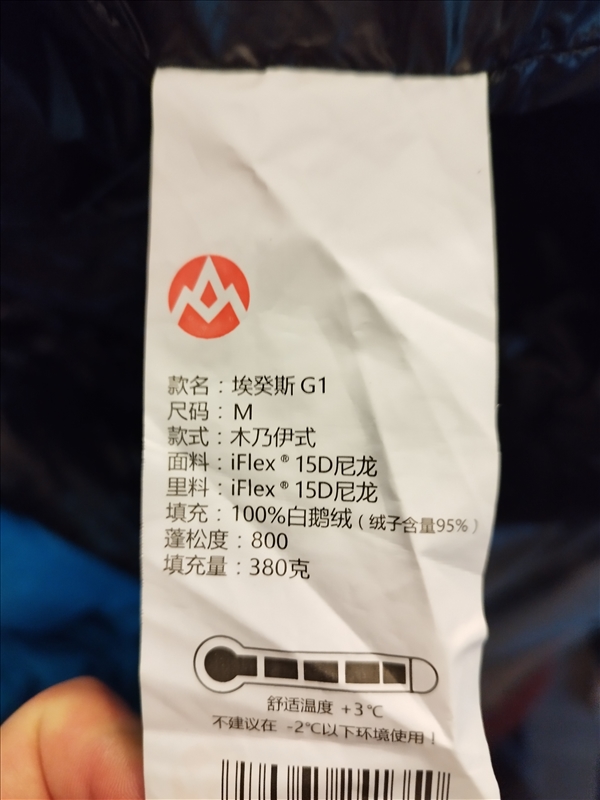 款名：埃癸斯 G1
尺码：M
款式：木乃伊式
面料：iFlex® 15D尼龙
里料：iFlex® 15D尼龙
填充：100%白鹅绒（绒子含量95%）
蓬松度：800
填充量：380克
舒适温度 +3℃
不建议在 -2℃以下环境使用！